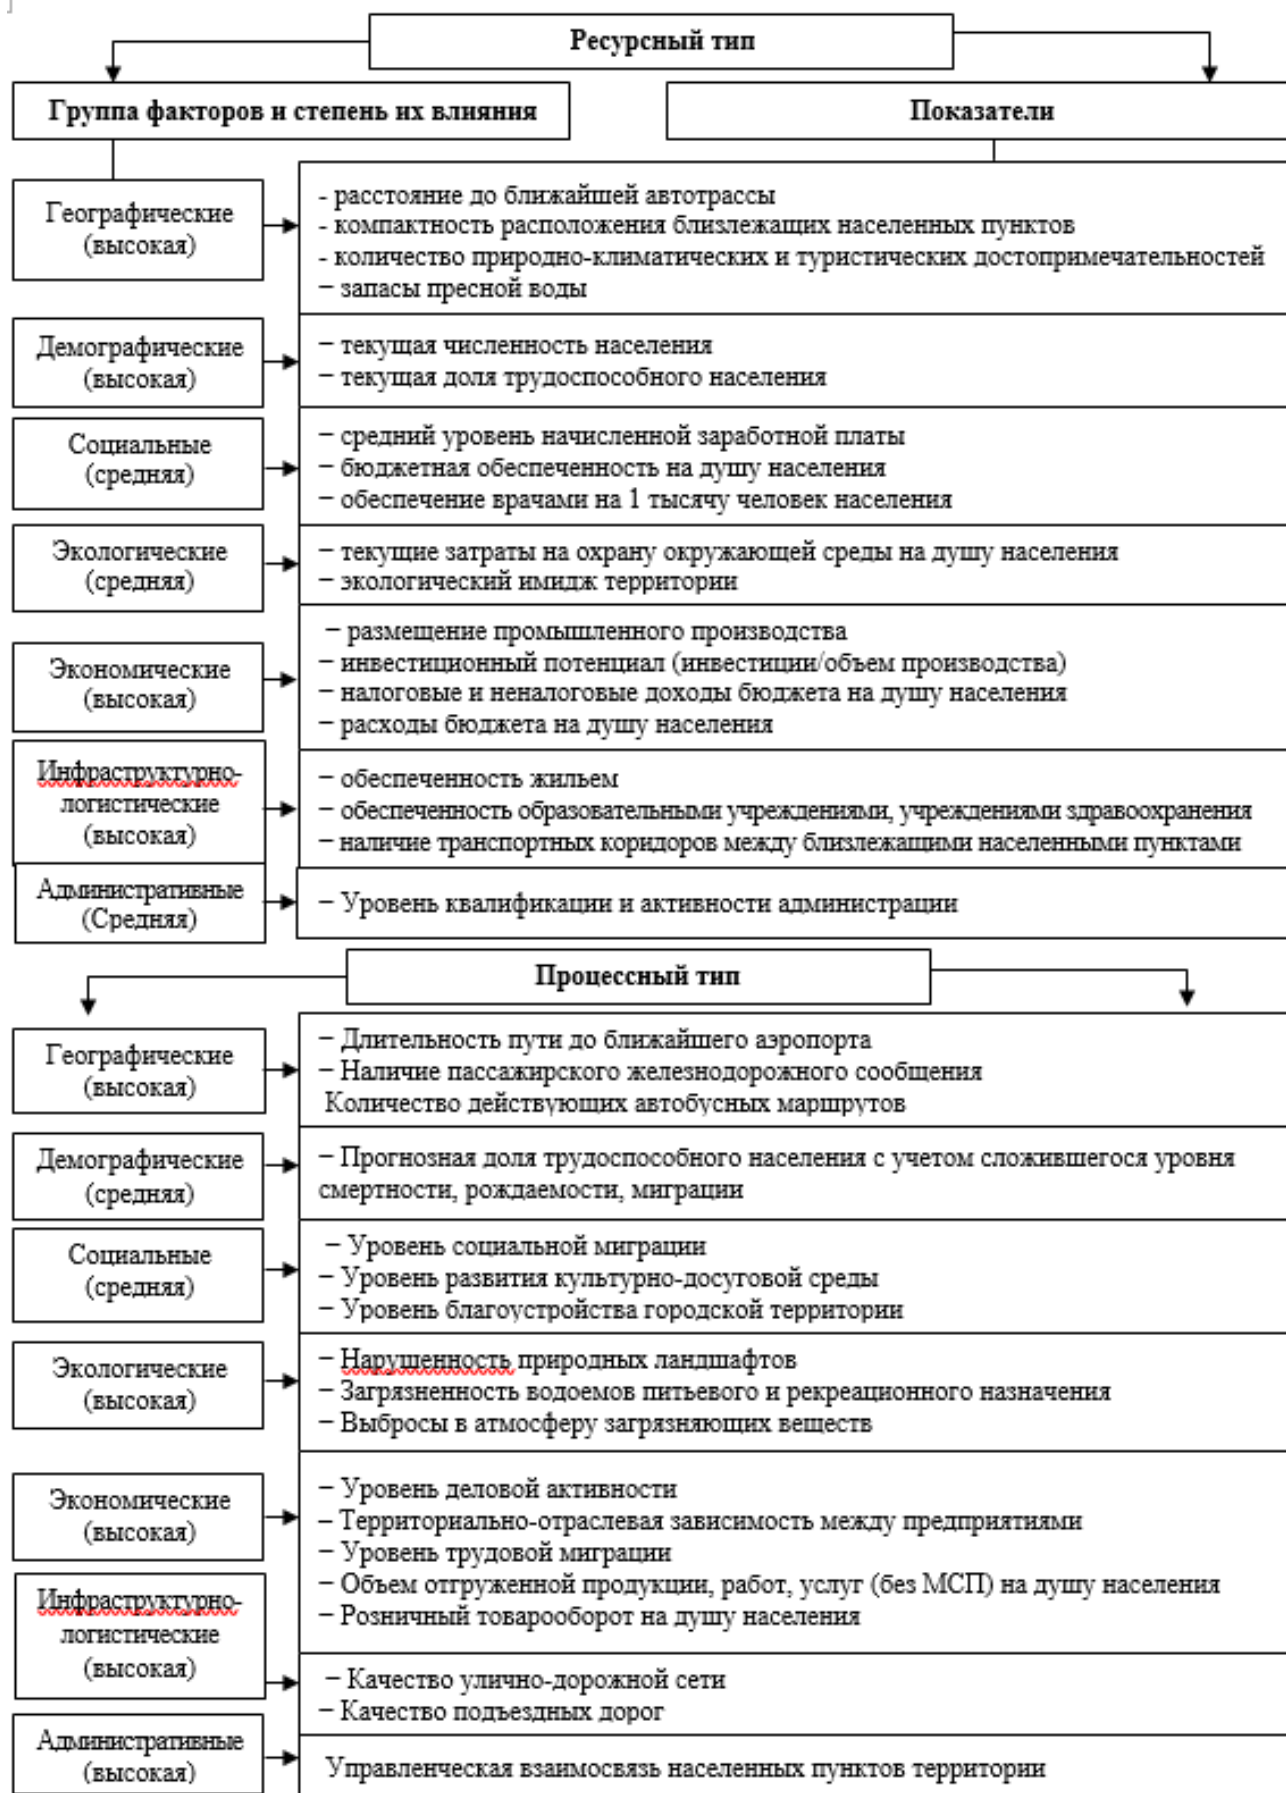 Ресурсный тип
Группа факторов и степень их влияния
Показатели
Географические
(высокая)
- расстояние до ближайшей автотрассы
- компактность расположения близлежащих населенных пунктов
- количество природно-климатических и туристических достопримечательностей
− запасы пресной воды
Демографические
(высокая)
− текущая численность населения
− текущая доля трудоспособного населения
Социальные
(средняя)
− средний уровень начисленной заработной платы
− бюджетная обеспеченность на душу населения
− обеспечение врачами на 1 тысячу человек населения
Экологические
(средняя)
− текущие затраты на охрану окружающей среды на душу населения
− экологический имидж территории
Экономические
(высокая)
− размещение промышленного производства
− инвестиционный потенциал (инвестиции/объем производства)
− налоговые и неналоговые доходы бюджета на душу населения
− расходы бюджета на душу населения
Инфраструктурно-
логистические
(высокая)
− обеспеченность жильем
− обеспеченность образовательными учреждениями, учреждениями здравоохранения
− наличие транспортных коридоров между близлежащими населенными пунктами
Административные
(Средняя)
− Уровень квалификации и активности администрации
Процессный тип
Географические
(высокая)
− Длительность пути до ближайшего аэропорта
− Наличие пассажирского железнодорожного сообщения
Количество действующих автобусных маршрутов
Демографические
(средняя)
− Прогнозная доля трудоспособного населения с учетом сложившегося уровня
смертности, рождаемости, миграции
Социальные
(средняя)
− Уровень социальной миграции
− Уровень развития культурно-досуговой среды
− Уровень благоустройства городской территории
Экологические
(высокая)
− Нарушенность природных ландшафтов
− Загрязненность водоемов питьевого и рекреационного назначения
− Выбросы в атмосферу загрязняющих веществ
Экономические
(высокая)
− Уровень деловой активности
− Территориально-отраслевая зависимость между предприятиями
− Уровень трудовой миграции
− Объем отгруженной продукции, работ, услуг (без МСП) на душу населения
− Розничный товарооборот на душу населения
Инфраструктурно-
логистические
(высокая)
− Качество улично-дорожной сети
− Качество подъездных дорог
Административные
(высокая)
Управленческая взаимосвязь населенных пунктов территории